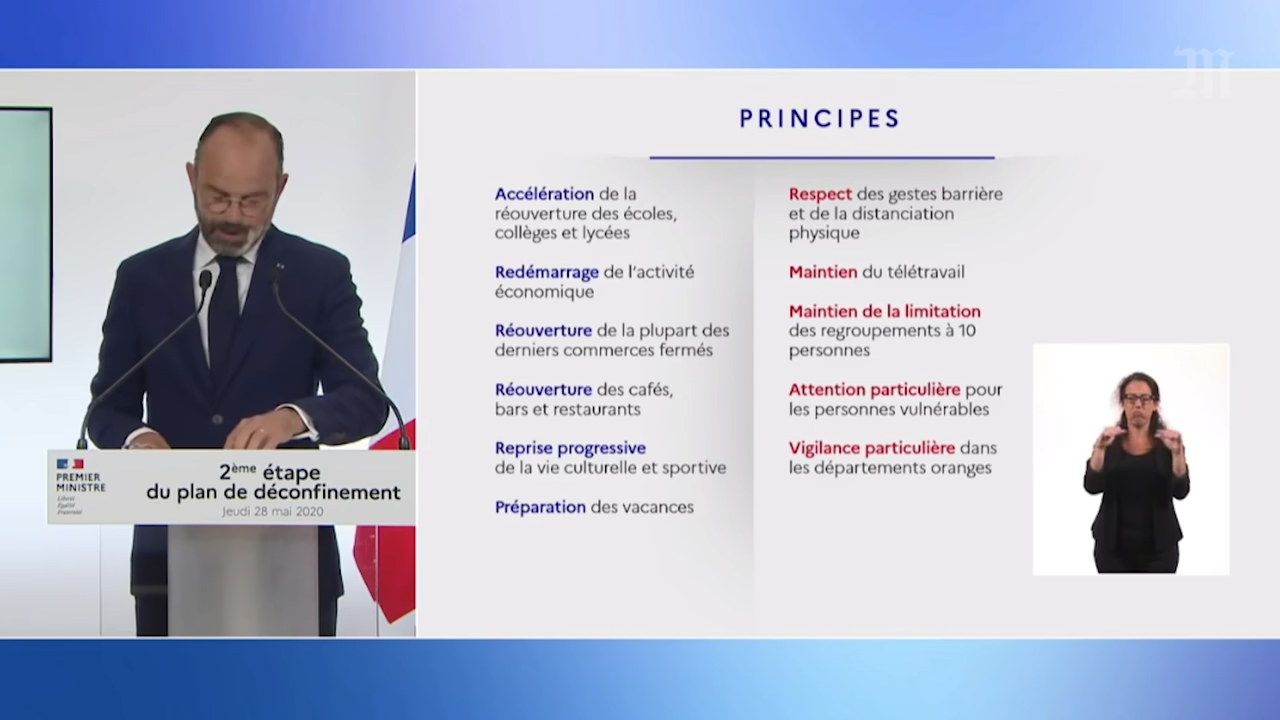 M
PREMIER
MINISTRE
Liberté
Égalité
Fraternité
2ème étape
du plan de déconfinement
Jeudi 28 mai 2020
PRINCIPES
Accélération de la
réouverture des écoles,
collèges et lycées
Redémarrage de l'activité
économique
Réouverture de la plupart des
derniers commerces fermés
Réouverture des cafés,
bars et restaurants
Reprise progressive
de la vie culturelle et sportive
Préparation des vacances
Respect des gestes barrière
et de la distanciation
physique
Maintien du télétravail
Maintien de la limitation
des regroupements à 10
personnes
Attention particulière pour
les personnes vulnérables
Vigilance particulière dans
les départements oranges